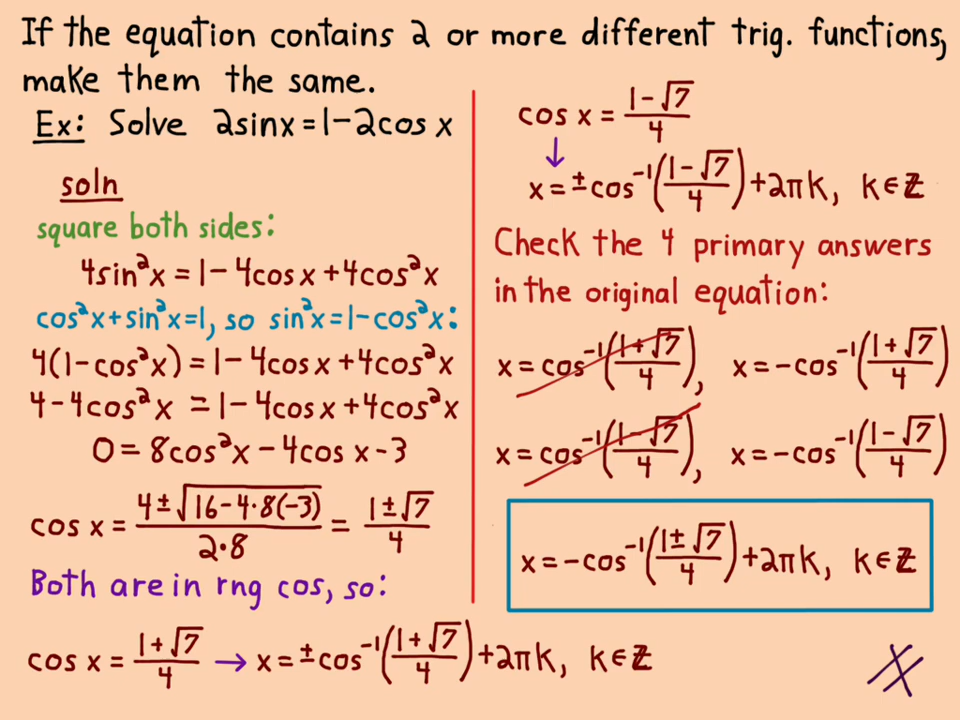 If the equation contains 2 or more different trig. functions,
make them the same.
Ex: Solve 2sinx=1-2cos x
soln
square both sides:
4sin²x=1-4cosx+4cos²x
cos²x+sin²x=1, so sin²x=1-cos²x:
4(1-cos²x)=1-4cosx+4cos²x
4-4cos²x=1-4cosx+4cos²x
0=8cos²x-4cos x-3
cos x = (4±√(16-4·8(-3)))/(2·8) = (1±√7)/4
Both are in rng cos, so:
cos x = (1+√7)/4 → x=±cos⁻¹((1+√7)/4)+2πk, k∈ℤ
cos x = (1-√7)/4
↓
x=±cos⁻¹((1-√7)/4)+2πk, k∈ℤ
Check the 4 primary answers
in the original equation:
x=cos⁻¹((1+√7)/4), x=-cos⁻¹((1+√7)/4)
x=cos⁻¹((1-√7)/4), x=-cos⁻¹((1-√7)/4)
x=-cos⁻¹((1±√7)/4)+2πk, k∈ℤ